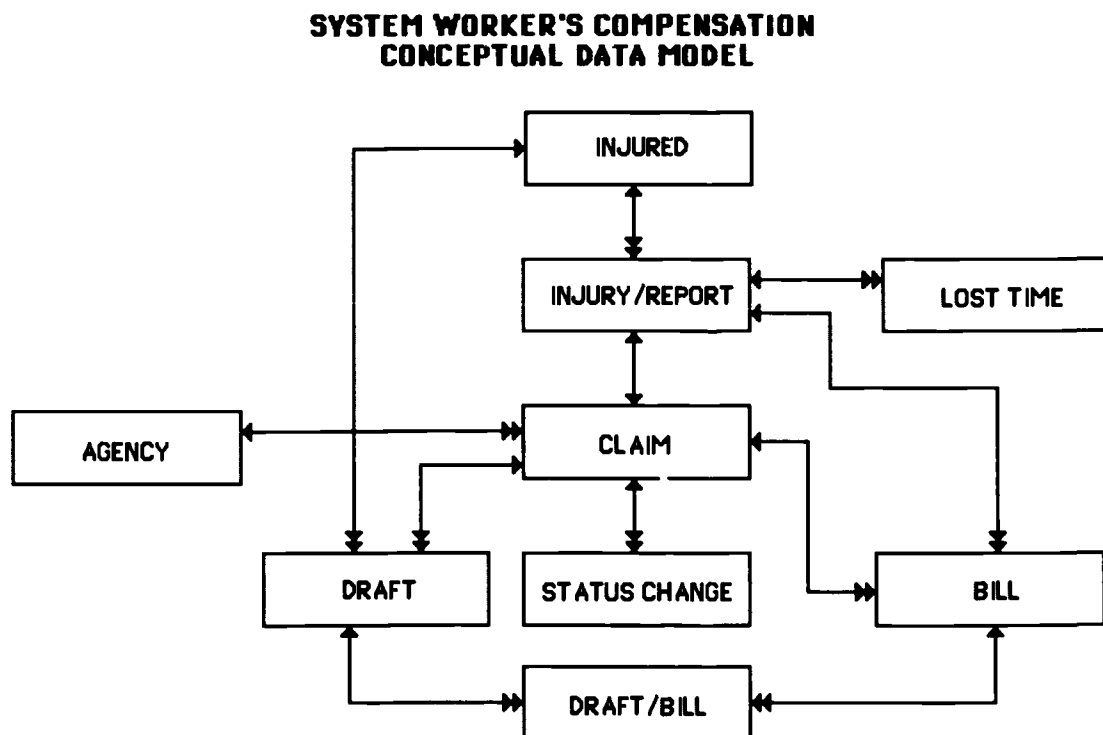 SYSTEM WORKER'S COMPENSATION
CONCEPTUAL DATA MODEL
INJURED
INJURY/REPORT
LOST TIME
AGENCY
CLAIM
DRAFT
STATUS CHANGE
BILL
DRAFT/BILL